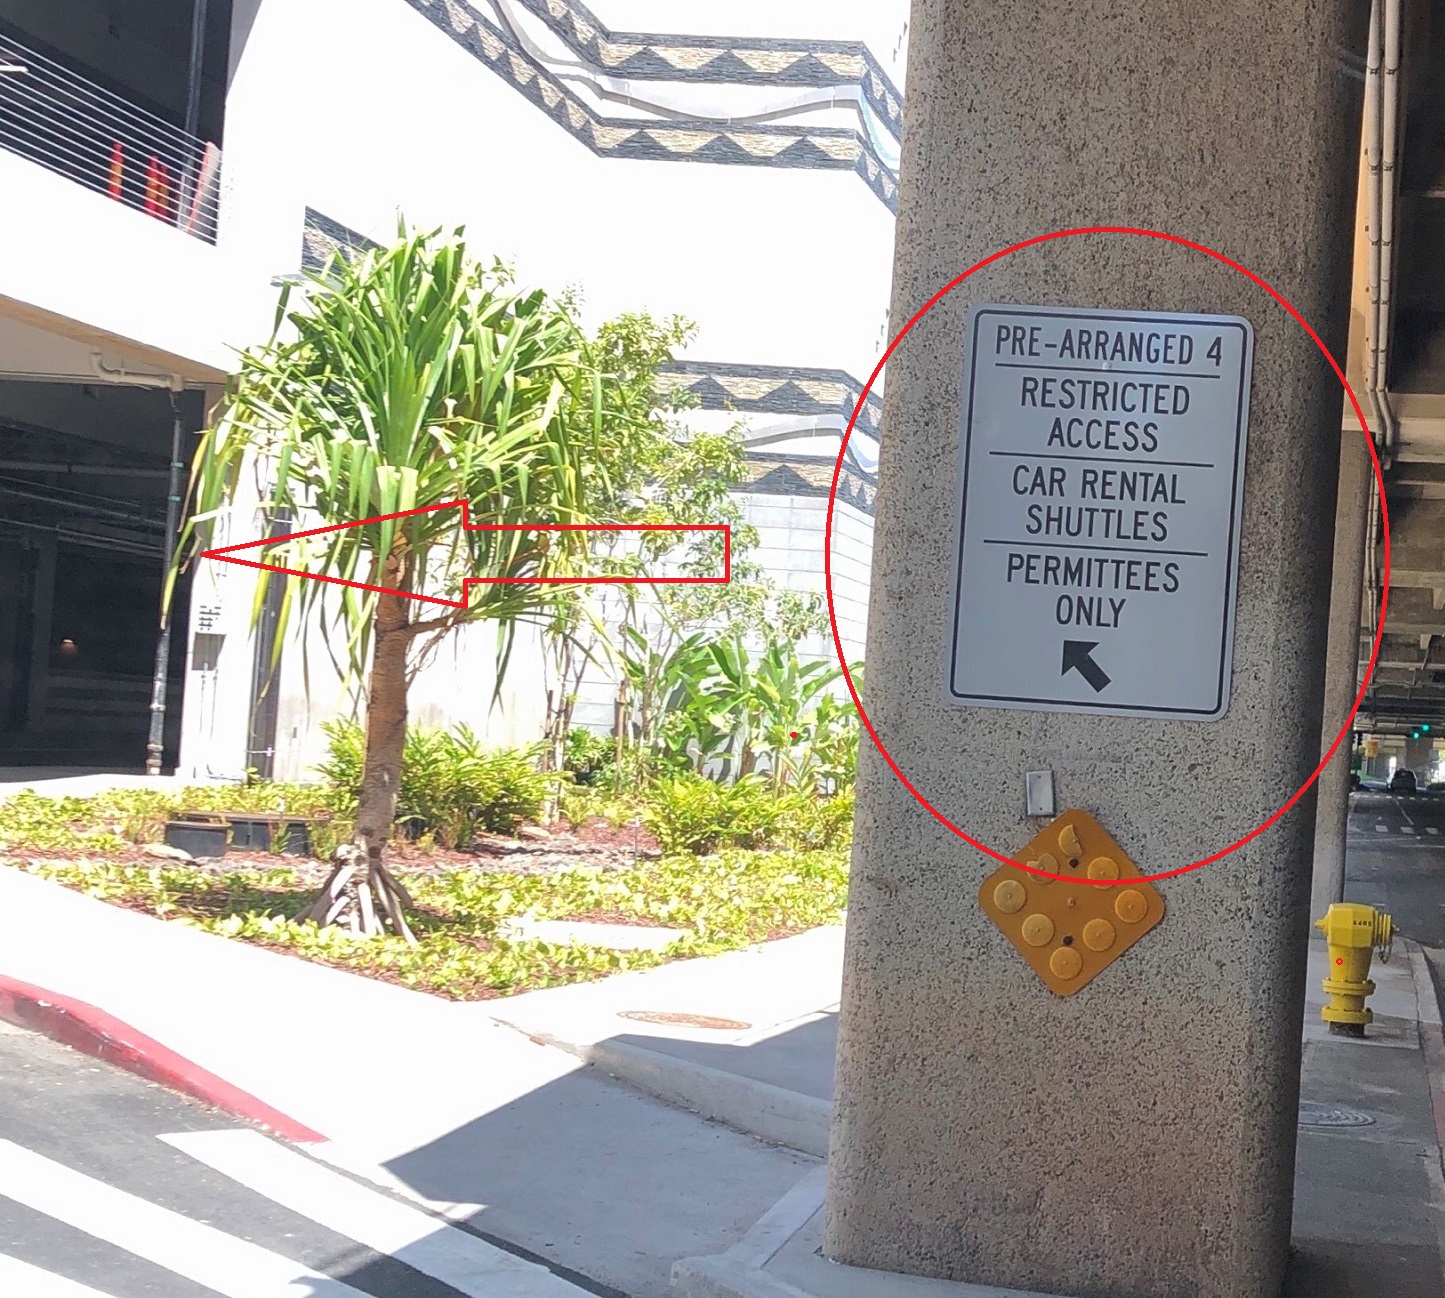 PRE-ARRANGED 4
RESTRICTED
ACCESS
CAR RENTAL
SHUTTLES
PERMITTEES
ONLY